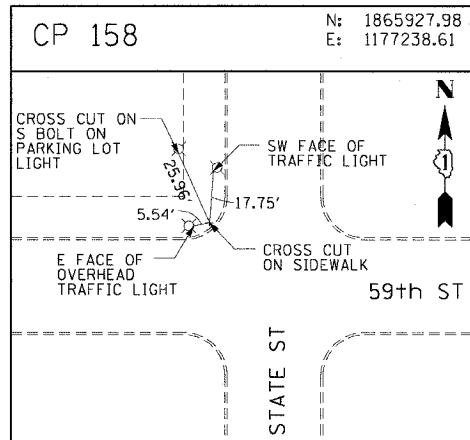 CP 158
N: 1865927.98
E: 1177238.61
CROSS CUT ON
S BOLT ON
PARKING LOT
LIGHT
N
1
SW FACE OF
TRAFFIC LIGHT
25.96'
17.75'
5.54'
E FACE OF
OVERHEAD
TRAFFIC LIGHT
CROSS CUT
ON SIDEWALK
59th ST
STATE ST